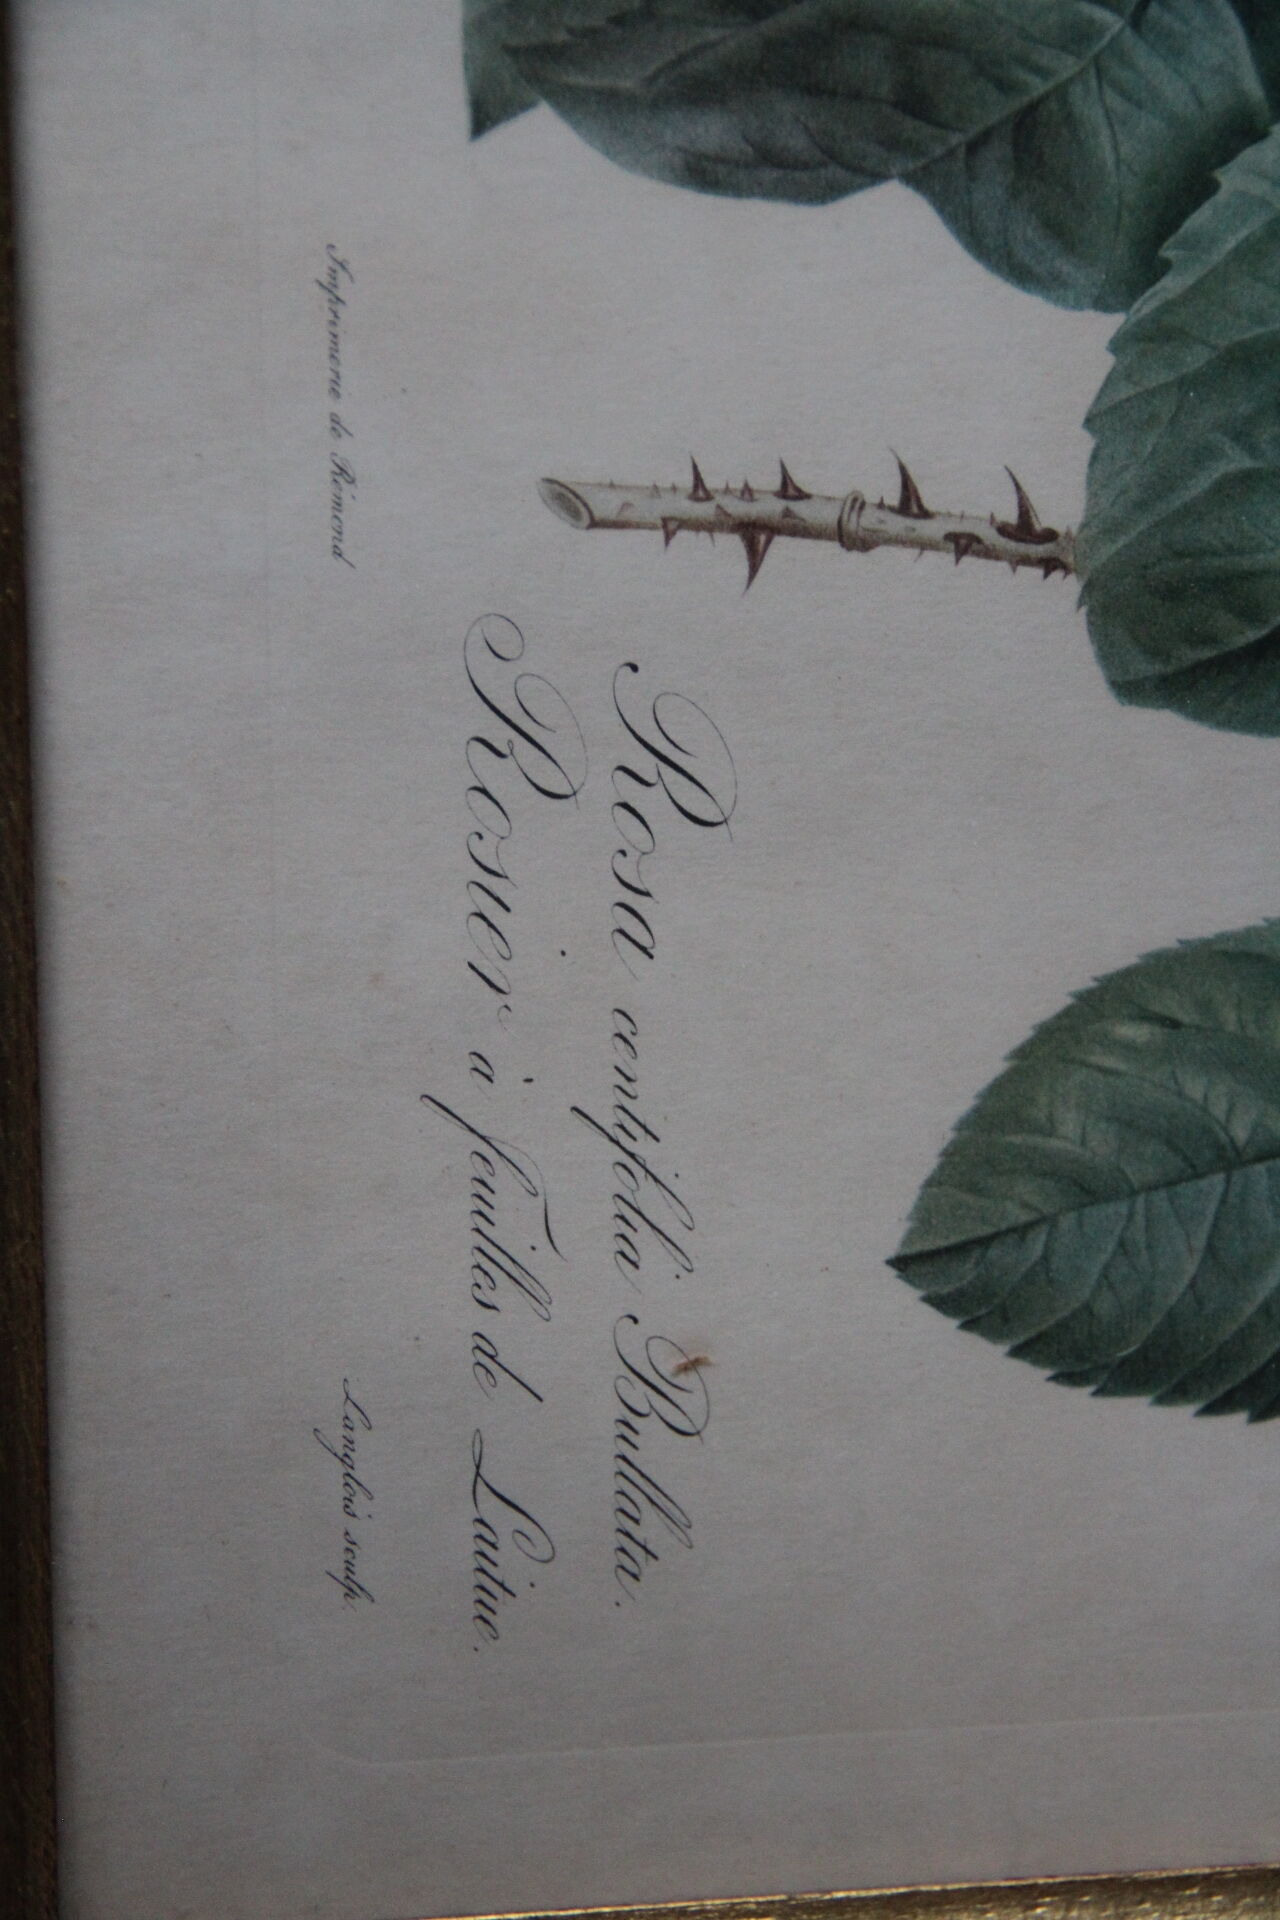 Rosa centifolia Bullata.
Rosier à feuilles de Laitue.
Imprimerie de Rémond
Langlois sculp.